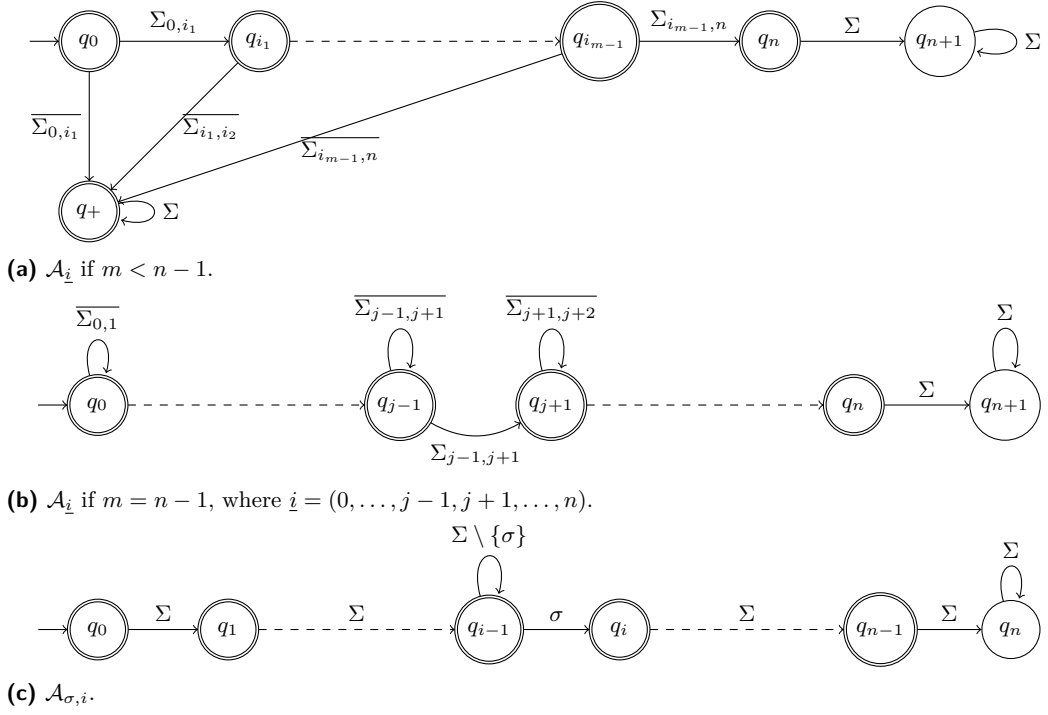 Σ_{0,i_1} Σ_{i_{m−1},n} Σ
q_0 q_{i_1} q_{i_{m−1}} q_n q_{n+1} Σ
\overline{Σ_{0,i_1}} \overline{Σ_{i_1,i_2}} \overline{Σ_{i_{m−1},n}}
q_+ Σ
(a) 𝒜_{\underline{i}} if m < n − 1.
\overline{Σ_{0,1}} \overline{Σ_{j−1,j+1}} \overline{Σ_{j+1,j+2}} Σ
q_0 q_{j−1} q_{j+1} q_n Σ q_{n+1}
Σ_{j−1,j+1}
(b) 𝒜_{\underline{i}} if m = n − 1, where \underline{i} = (0, . . . , j − 1, j + 1, . . . , n).
Σ \ {σ} Σ
q_0 Σ q_1 Σ q_{i−1} σ q_i Σ q_{n−1} Σ q_n
(c) 𝒜_{σ,i}.